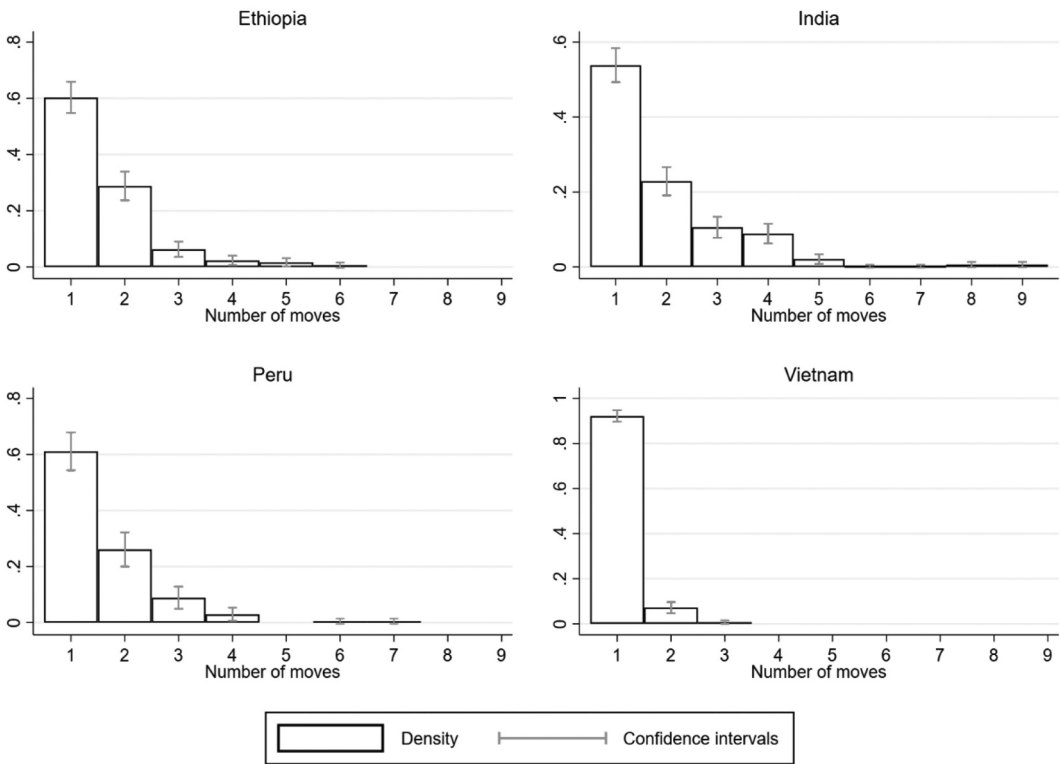 Ethiopia
.8
.6
.4
.2
0
1 2 3 4 5 6 7 8 9
Number of moves
India
.6
.4
.2
0
1 2 3 4 5 6 7 8 9
Number of moves
Peru
.8
.6
.4
.2
0
1 2 3 4 5 6 7 8 9
Number of moves
Vietnam
1
.8
.6
.4
.2
0
1 2 3 4 5 6 7 8 9
Number of moves
Density Confidence intervals